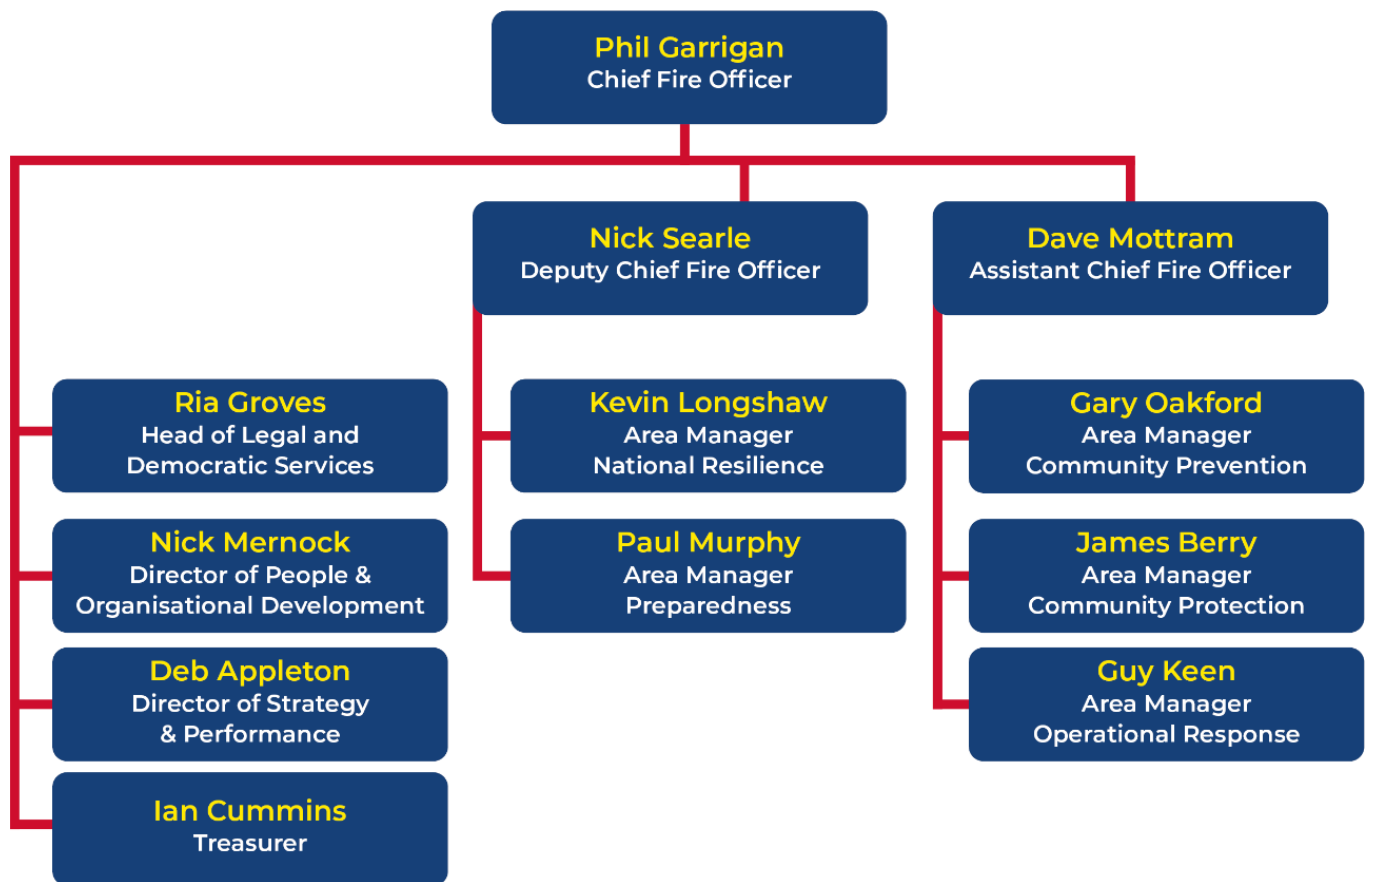 Phil Garrigan
Chief Fire Officer
Nick Searle
Deputy Chief Fire Officer
Dave Mottram
Assistant Chief Fire Officer
Ria Groves
Head of Legal and
Democratic Services
Kevin Longshaw
Area Manager
National Resilience
Gary Oakford
Area Manager
Community Prevention
Nick Mernock
Director of People &
Organisational Development
Paul Murphy
Area Manager
Preparedness
James Berry
Area Manager
Community Protection
Deb Appleton
Director of Strategy
& Performance
Guy Keen
Area Manager
Operational Response
Ian Cummins
Treasurer